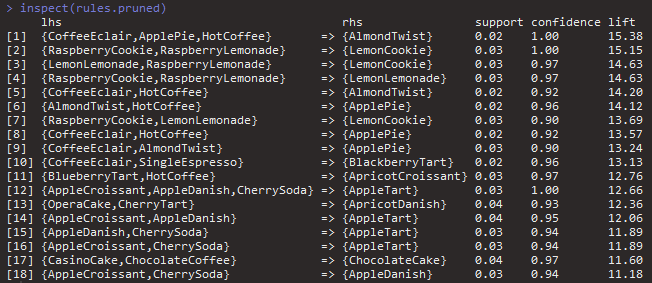 > inspect(rules.pruned)
lhs rhs support confidence lift
[1] {CoffeeEclair,ApplePie,HotCoffee} => {AlmondTwist} 0.02 1.00 15.38
[2] {RaspberryCookie,RaspberryLemonade} => {LemonCookie} 0.03 1.00 15.15
[3] {LemonLemonade,RaspberryLemonade} => {RaspberryCookie} 0.03 0.97 14.63
[4] {RaspberryCookie,RaspberryLemonade} => {LemonLemonade} 0.03 0.97 14.63
[5] {CoffeeEclair,HotCoffee} => {AlmondTwist} 0.02 0.92 14.20
[6] {AlmondTwist,HotCoffee} => {ApplePie} 0.02 0.96 14.12
[7] {RaspberryCookie,LemonLemonade} => {LemonCookie} 0.03 0.90 13.69
[8] {CoffeeEclair,HotCoffee} => {ApplePie} 0.02 0.92 13.57
[9] {CoffeeEclair,AlmondTwist} => {ApplePie} 0.03 0.90 13.24
[10] {CoffeeEclair,SingleEspresso} => {BlackberryTart} 0.02 0.96 13.13
[11] {BlueberryTart,HotCoffee} => {ApricotCroissant} 0.03 0.97 12.76
[12] {AppleCroissant,AppleDanish,CherrySoda} => {AppleTart} 0.03 1.00 12.66
[13] {OperaCake,CherryTart} => {ApricotDanish} 0.04 0.93 12.36
[14] {AppleCroissant,AppleDanish} => {AppleTart} 0.04 0.95 12.06
[15] {AppleDanish,CherrySoda} => {AppleTart} 0.03 0.94 11.89
[16] {AppleCroissant,CherrySoda} => {AppleTart} 0.03 0.94 11.89
[17] {CasinoCake,ChocolateCoffee} => {ChocolateCake} 0.04 0.97 11.60
[18] {AppleCroissant,CherrySoda} => {AppleDanish} 0.03 0.94 11.18